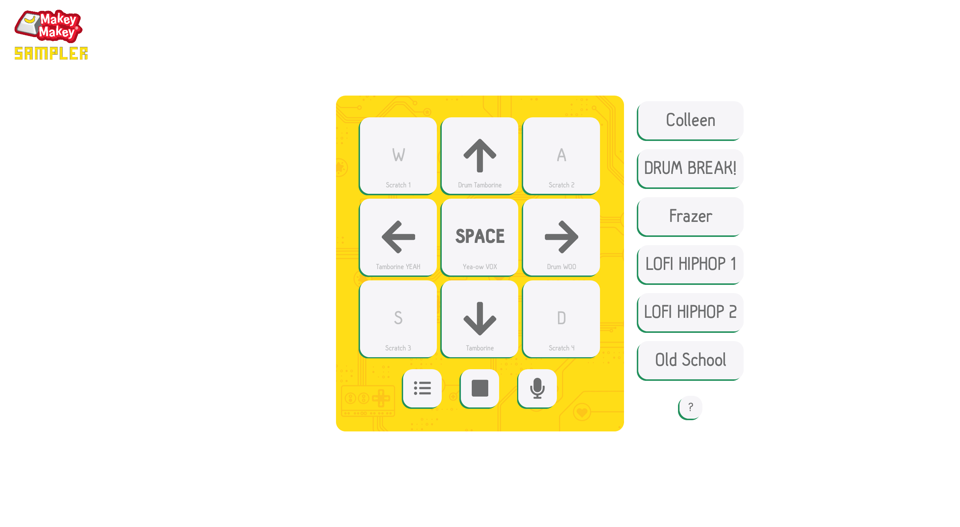 Makey
Makey
SAMPLER
W
Scratch 1
Drum Tamborine
A
Scratch 2
Tamborine YEAH
SPACE
Yea-ow VOX
Drum WOO
S
Scratch 3
Tamborine
D
Scratch 4
Colleen
DRUM BREAK!
Frazer
LOFI HIPHOP 1
LOFI HIPHOP 2
Old School
?